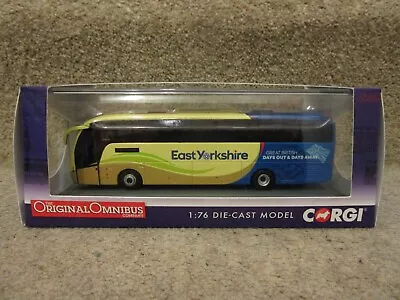 East Yorkshire
GREAT BRITISH
DAYS OUT & DAYS AWAY
THE
ORIGINAL OMNIBUS
COMPANY
1:76 DIE-CAST MODEL
CORGI